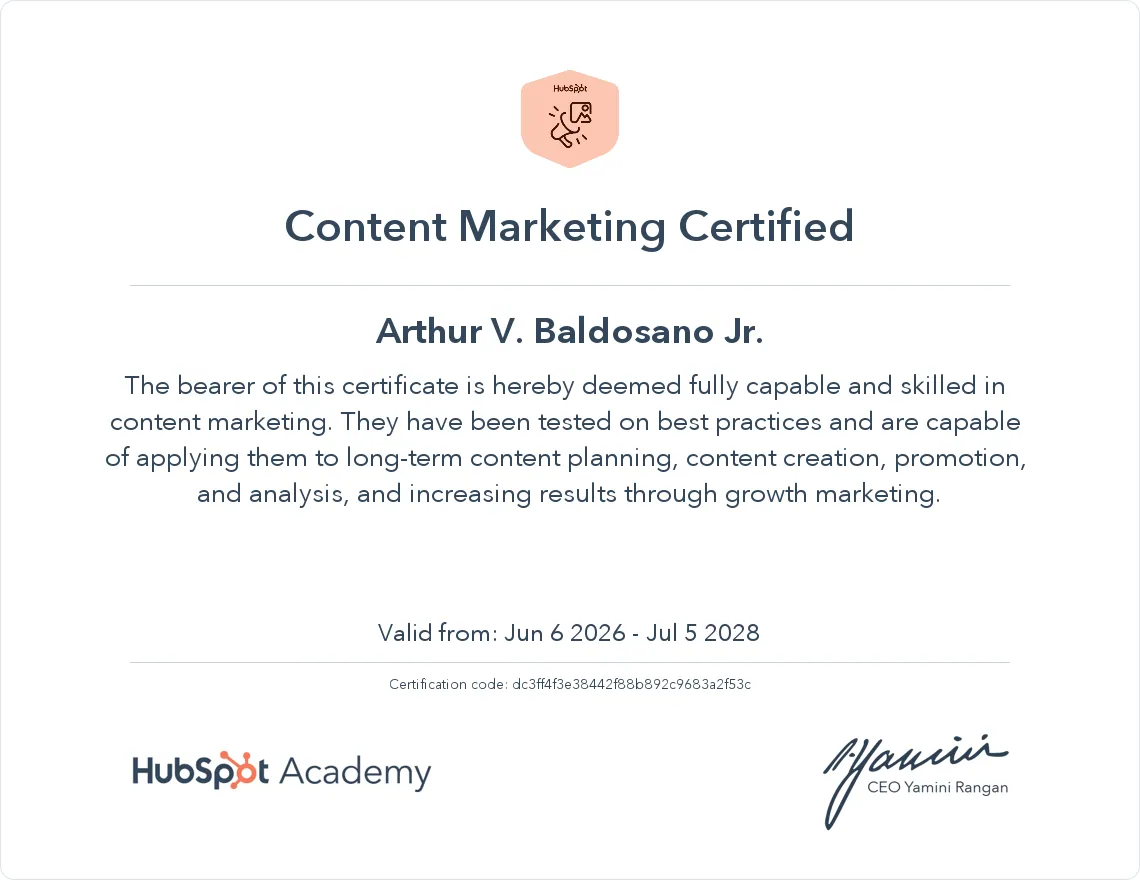 HubSpot
Content Marketing Certified
Arthur V. Baldosano Jr.
The bearer of this certificate is hereby deemed fully capable and skilled in
content marketing. They have been tested on best practices and are capable
of applying them to long-term content planning, content creation, promotion,
and analysis, and increasing results through growth marketing.
Valid from: Jun 6 2026 - Jul 5 2028
Certification code: dc3ff4f3e38442f88b892c9683a2f53c
HubSpot Academy
CEO Yamini Rangan